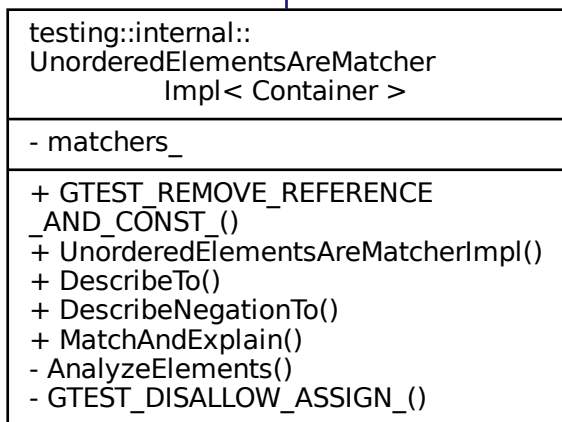 testing::internal::
UnorderedElementsAreMatcher
Impl< Container >
- matchers_
+ GTEST_REMOVE_REFERENCE
_AND_CONST_()
+ UnorderedElementsAreMatcherImpl()
+ DescribeTo()
+ DescribeNegationTo()
+ MatchAndExplain()
- AnalyzeElements()
- GTEST_DISALLOW_ASSIGN_()